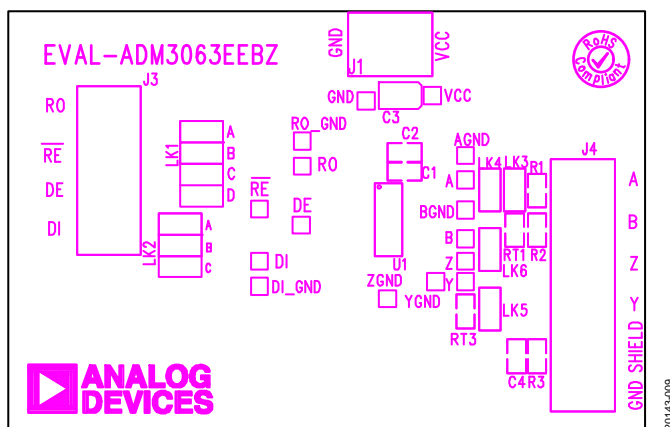 GND
VCC
J1
EVAL-ADM3063EEBZ
RoHS
Compliant
J3
GND
VCC
C3
RO
RE
DE
DI
LK1
A
B
C
D
LK2
A
B
C
RO_GND
RO
RE
DE
DI
DI_GND
C2
C1
U1
AGND
A
BGND
B
Z
Y
ZGND
YGND
LK4
LK3
R1
RT1
R2
LK6
LK5
RT3
C4
R3
J4
A
B
Z
Y
GND SHIELD
ANALOG
DEVICES